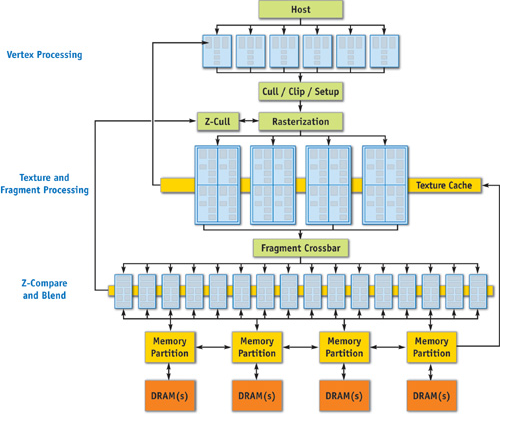 Host
Vertex Processing
Cull / Clip / Setup
Z-Cull
Rasterization
Texture and
Fragment Processing
Texture Cache
Fragment Crossbar
Z-Compare
and Blend
Memory
Partition
Memory
Partition
Memory
Partition
Memory
Partition
DRAM(s)
DRAM(s)
DRAM(s)
DRAM(s)